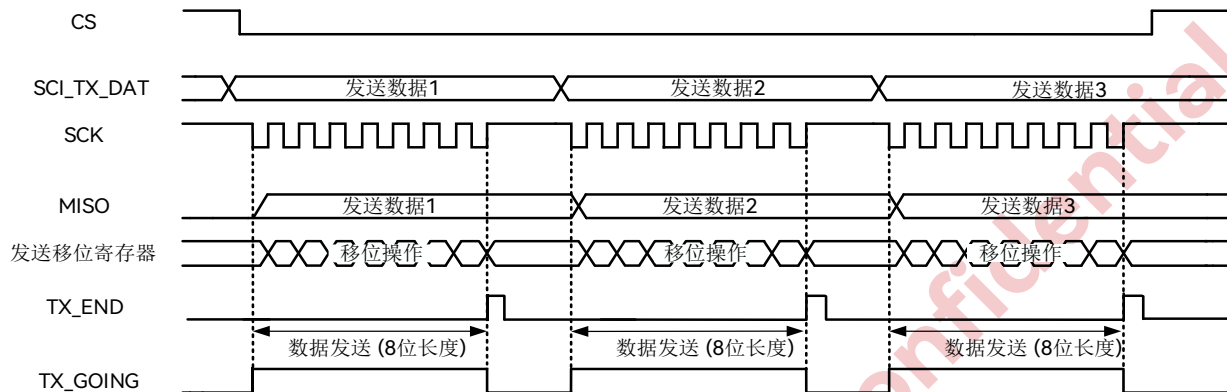 CS
SCI_TX_DAT 发送数据1 发送数据2 发送数据3
SCK
MISO 发送数据1 发送数据2 发送数据3
发送移位寄存器 移位操作 移位操作 移位操作
TX_END
数据发送 (8位长度) 数据发送 (8位长度) 数据发送 (8位长度)
TX_GOING
onfidential